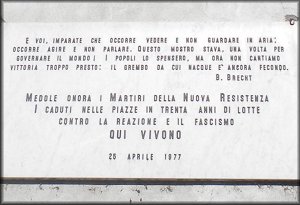 E VOI, IMPARATE CHE OCCORRE VEDERE E NON GUARDARE IN ARIA:
OCCORRE AGIRE E NON PARLARE. QUESTO MOSTRO STAVA, UNA VOLTA PER
GOVERNARE IL MONDO! I POPOLI LO SPENSERO, MA ORA NON CANTIAMO
VITTORIA TROPPO PRESTO: IL GREMBO DA CUI NACQUE E'ANCORA FECONDO.
B. BRECHT
MEDOLE ONORA I MARTIRI DELLA NUOVA RESISTENZA
I CADUTI NELLE PIAZZE IN TRENTA ANNI DI LOTTE
CONTRO LA REAZIONE E IL FASCISMO
QUI VIVONO
25 APRILE 1977